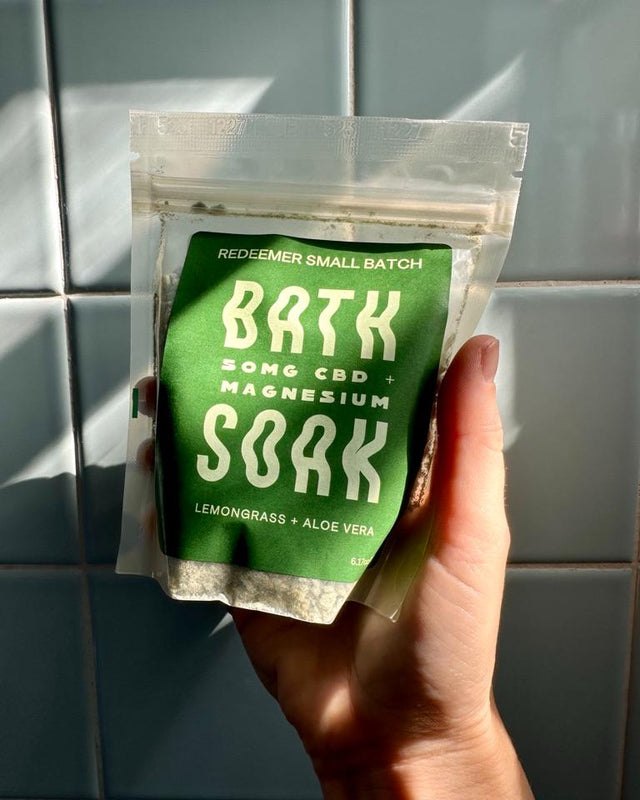 REDEEMER SMALL BATCH
BATH
50MG CBD +
MAGNESIUM
SOAK
LEMONGRASS + ALOE VERA